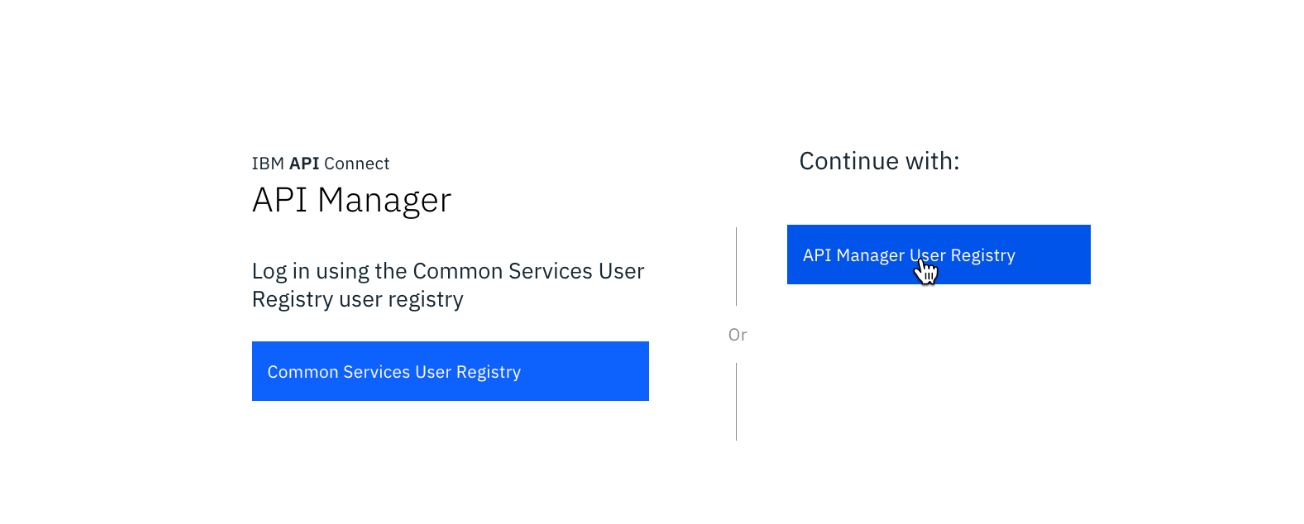 IBM API Connect
API Manager
Log in using the Common Services User
Registry user registry
Common Services User Registry
Or
Continue with:
API Manager User Registry